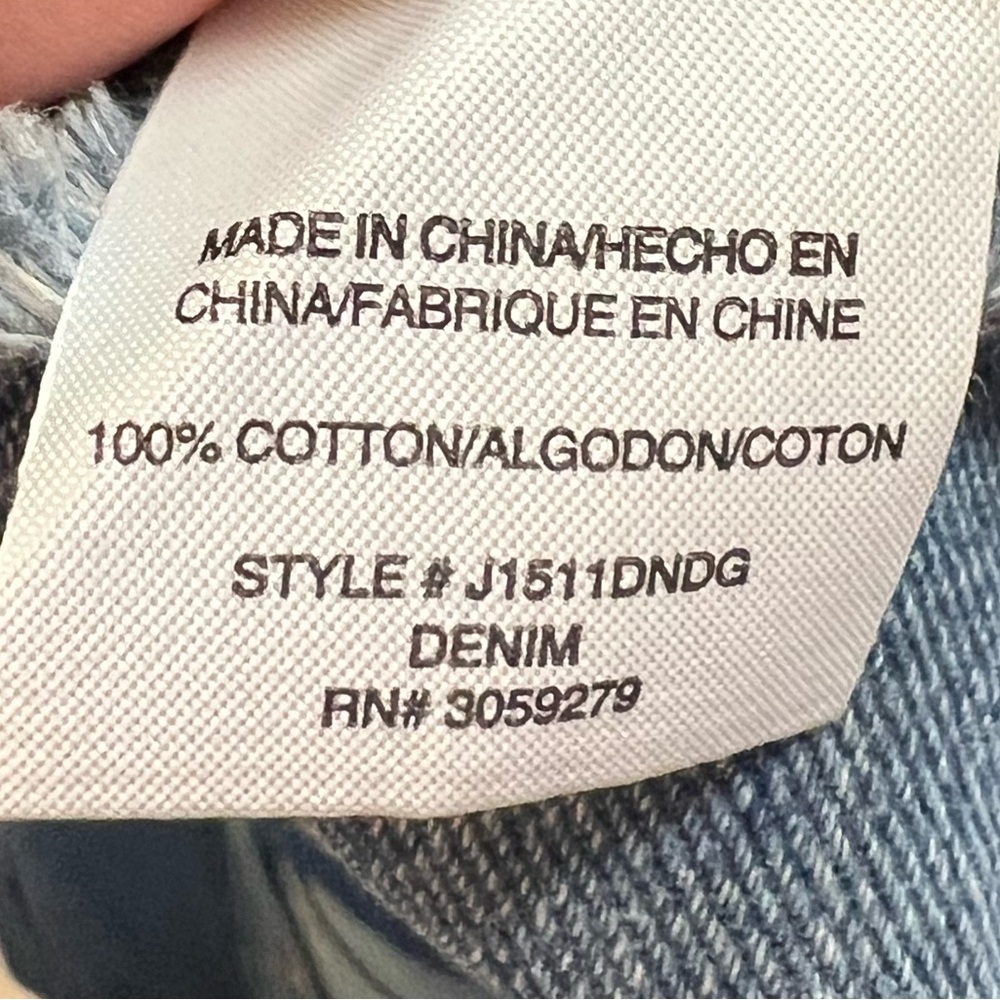 MADE IN CHINA/HECHO EN
CHINA/FABRIQUE EN CHINE
100% COTTON/ALGODON/COTON
STYLE # J1511DNDG
DENIM
RN# 3059279